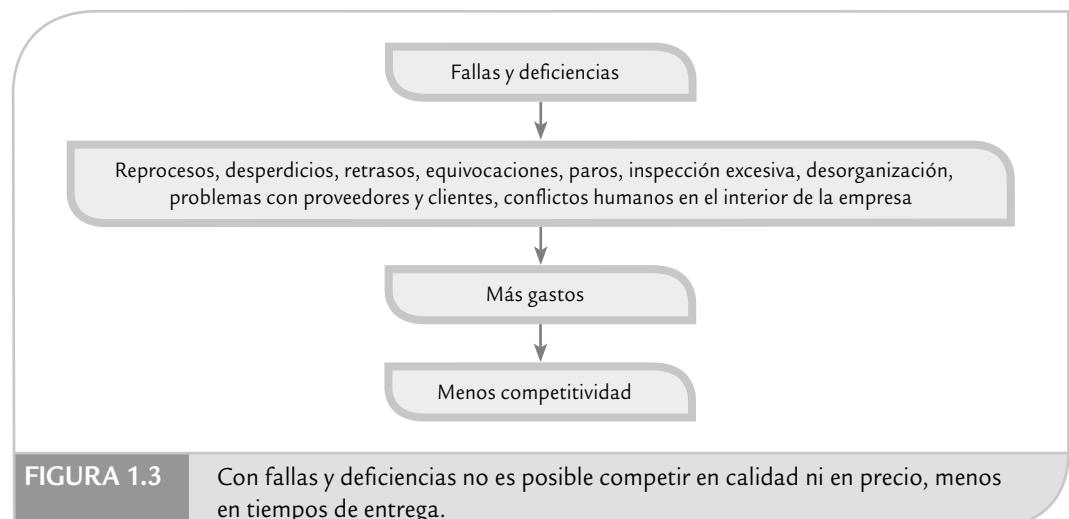 Fallas y deficiencias
Reprocesos, desperdicios, retrasos, equivocaciones, paros, inspección excesiva, desorganización,
problemas con proveedores y clientes, conflictos humanos en el interior de la empresa
Más gastos
Menos competitividad
FIGURA 1.3 Con fallas y deficiencias no es posible competir en calidad ni en precio, menos
en tiempos de entrega.